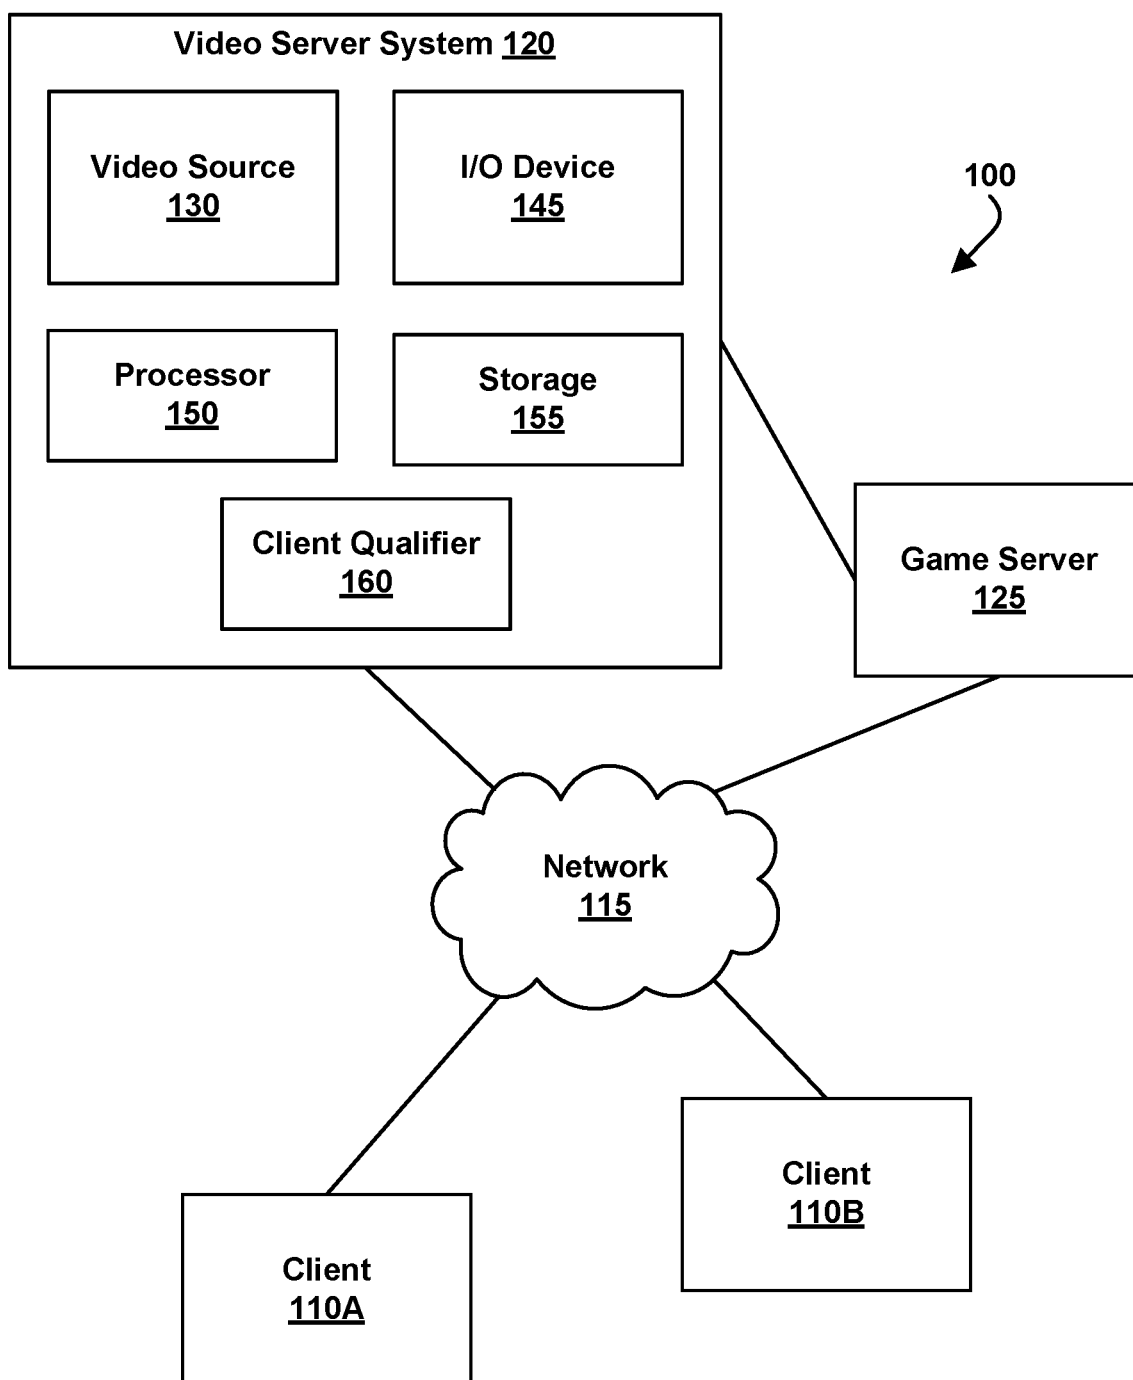 Video Server System 120
Video Source
130
I/O Device
145
100
Processor
150
Storage
155
Client Qualifier
160
Game Server
125
Network
115
Client
110B
Client
110A